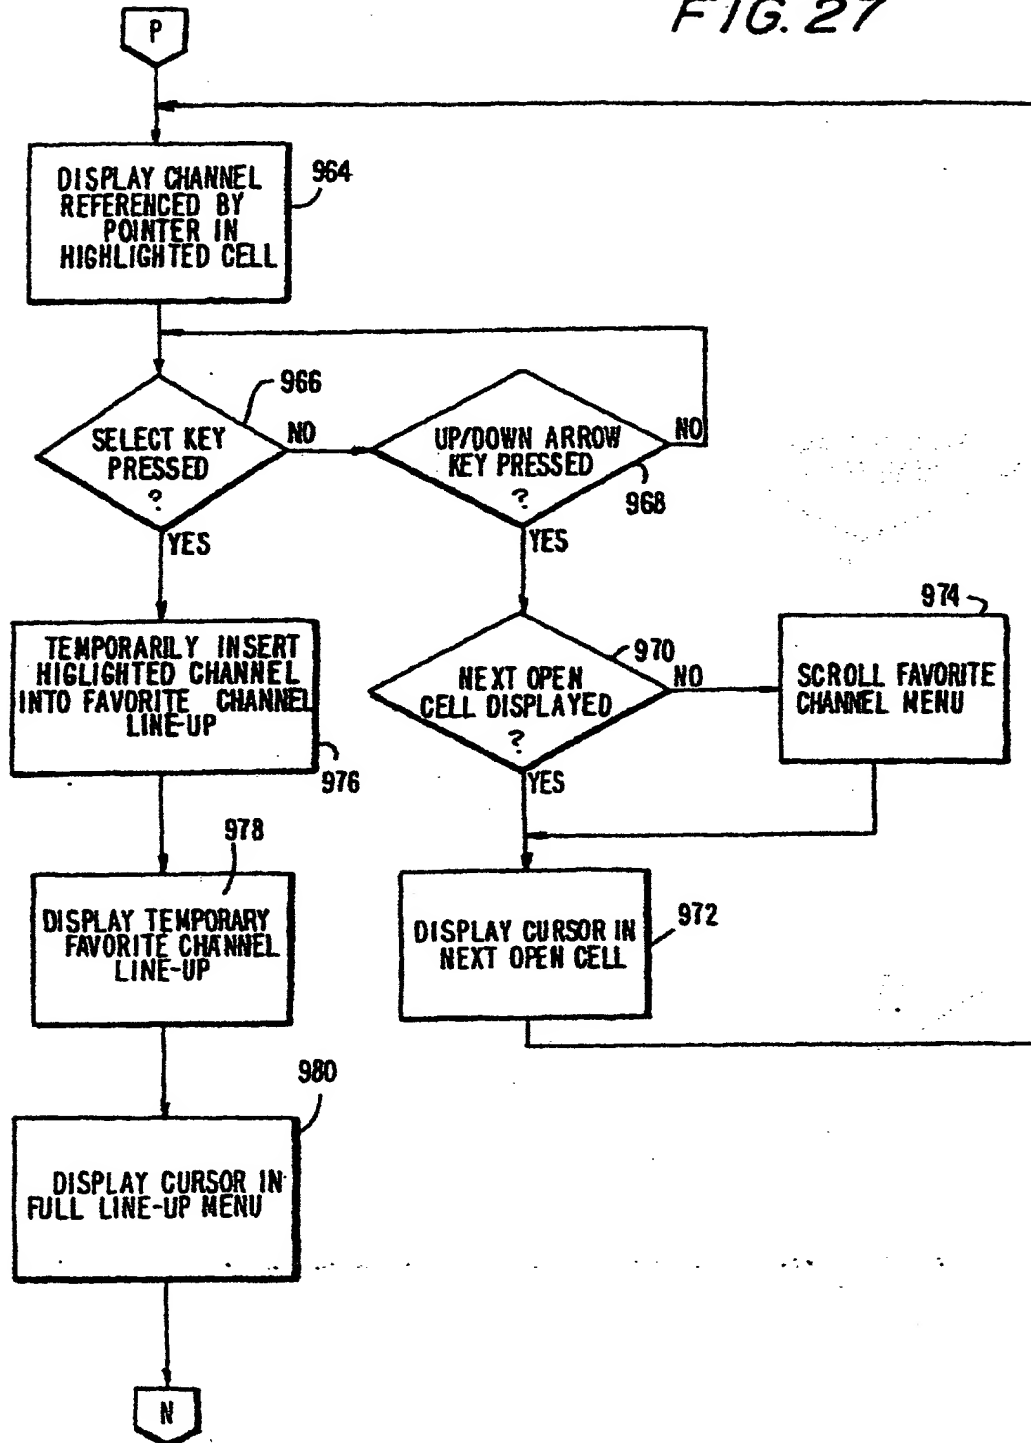 FIG. 27
P
DISPLAY CHANNEL
REFERENCED BY
POINTER IN
HIGHLIGHTED CELL
964
966
SELECT KEY
PRESSED
?
NO
YES
UP/DOWN ARROW
KEY PRESSED
?
NO
968
YES
TEMPORARILY INSERT
HIGLIGHTED CHANNEL
INTO FAVORITE CHANNEL
LINE-UP
976
970
NEXT OPEN
CELL DISPLAYED
?
NO
YES
974
SCROLL FAVORITE
CHANNEL MENU
978
DISPLAY TEMPORARY
FAVORITE CHANNEL
LINE-UP
DISPLAY CURSOR IN
NEXT OPEN CELL
972
980
DISPLAY CURSOR IN
FULL LINE-UP MENU
N